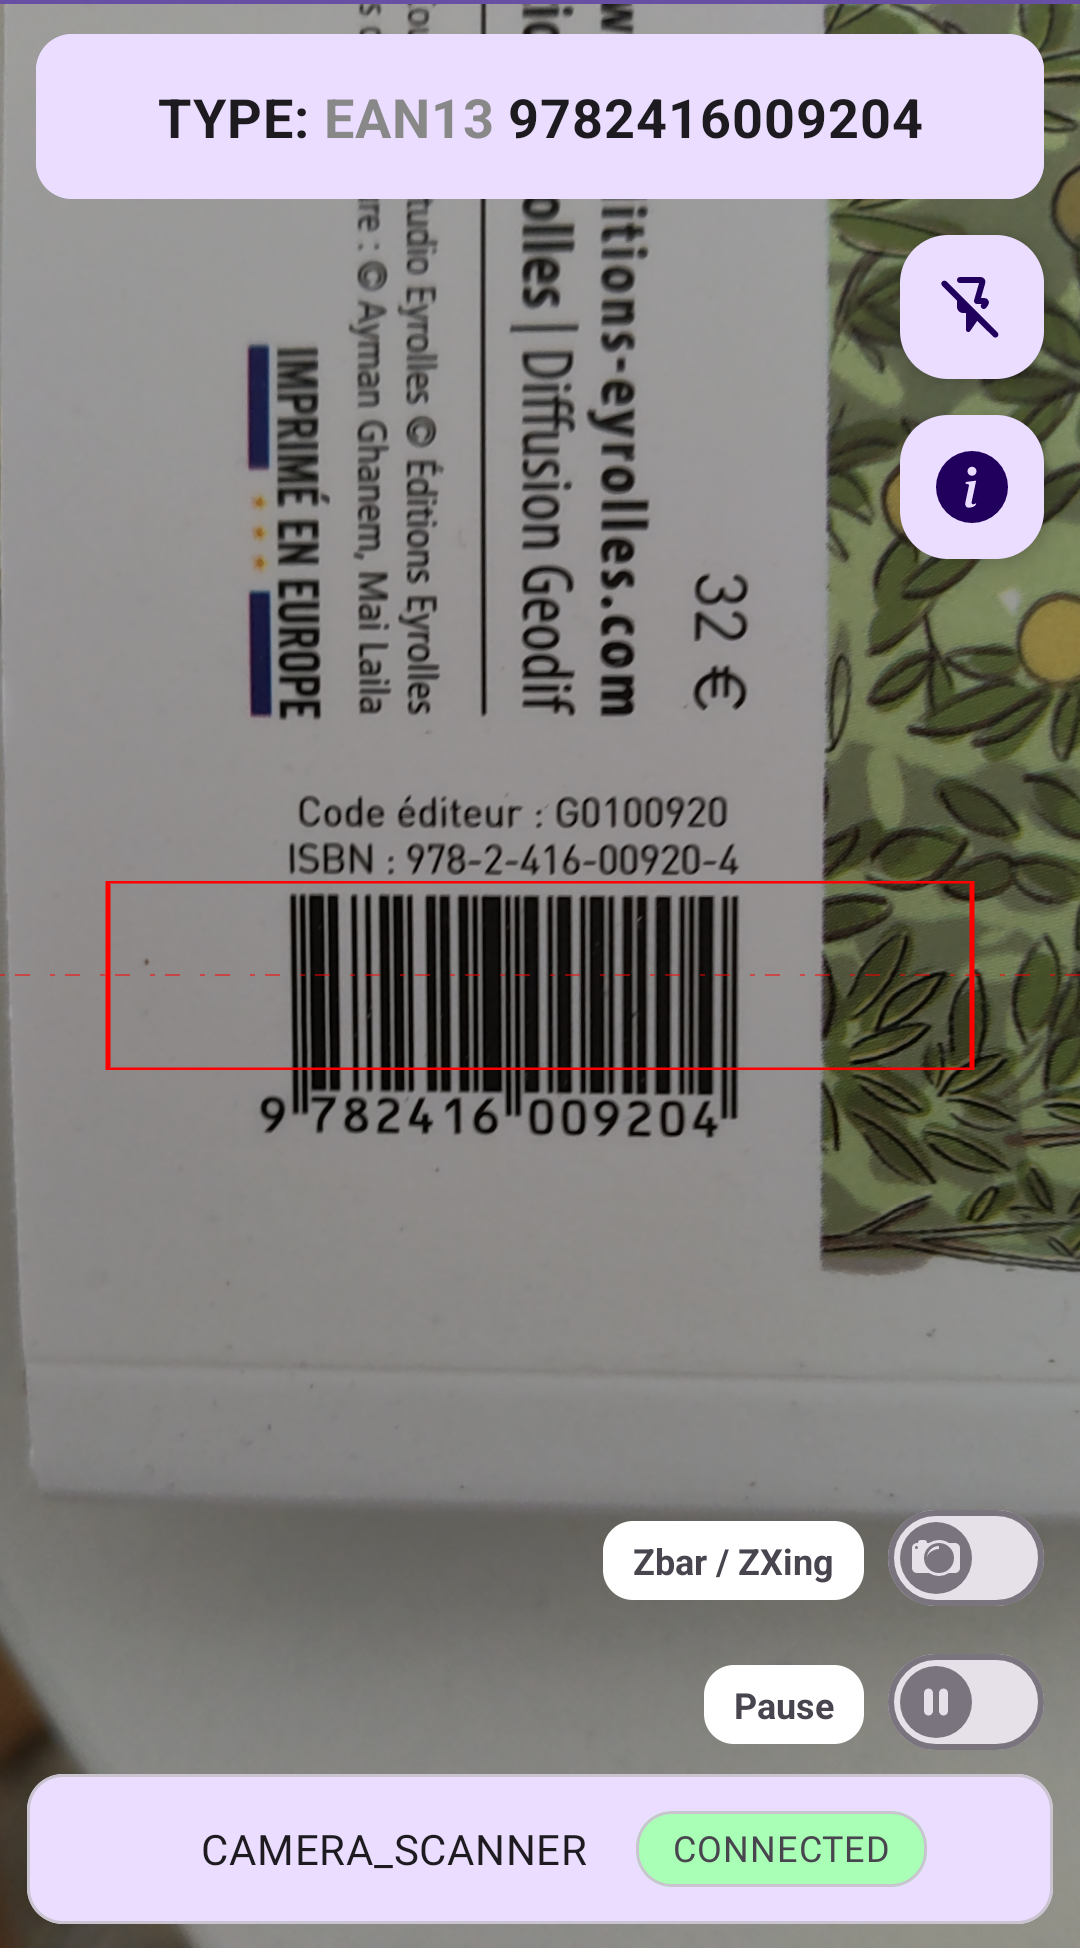 TYPE: EAN13 9782416009204
itions-eyrolles.com
olles | Diffusion Geodif
tudio Eyrolles © Éditions Eyrolles
re : © Ayman Ghanem, Mai Laila
IMPRIMÉ EN EUROPE
32 €
Code éditeur : G0100920
ISBN : 978-2-416-00920-4
9 782416 009204
Zbar / ZXing
Pause
CAMERA_SCANNER CONNECTED